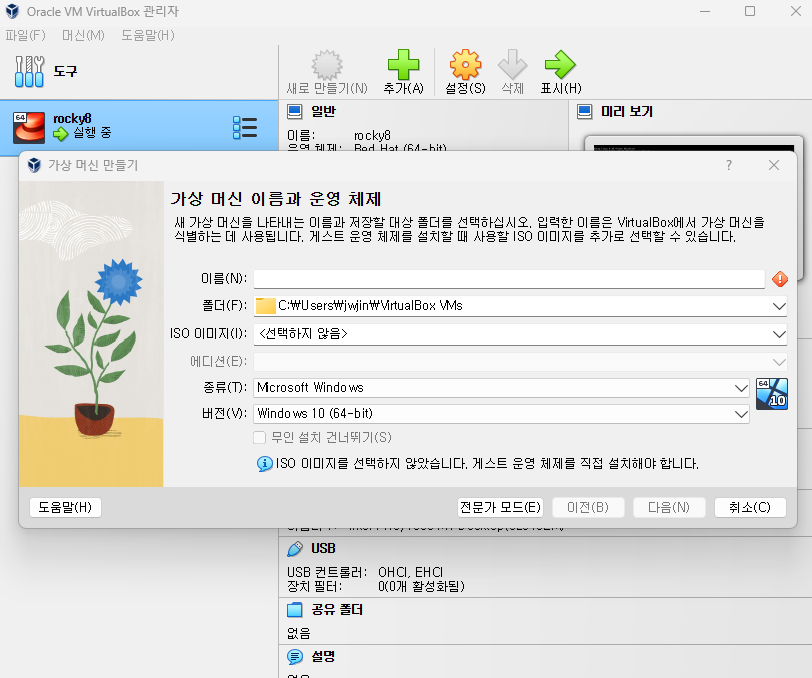 Oracle VM VirtualBox 관리자
파일(F) 머신(M) 도움말(H)
도구
새로 만들기(N) 추가(A) 설정(S) 삭제 표시(H)
64
rocky8
실행 중
일반
이름: rocky8
운영 체제: Red Hat (64-bit)
미리 보기
가상 머신 만들기
?
가상 머신 이름과 운영 체제
새 가상 머신을 나타내는 이름과 저장할 대상 폴더를 선택하십시오. 입력한 이름은 VirtualBox에서 가상 머신을
식별하는 데 사용됩니다. 게스트 운영 체제를 설치할 때 사용할 ISO 이미지를 추가로 선택할 수 있습니다.
이름(N):
폴더(F): C:₩Users₩jwjin₩VirtualBox VMs
ISO 이미지(I): <선택하지 않음>
에디션(E):
종류(T): Microsoft Windows
64
10
버전(V): Windows 10 (64-bit)
무인 설치 건너뛰기(S)
ISO 이미지를 선택하지 않았습니다. 게스트 운영 체제를 직접 설치해야 합니다.
도움말(H) 전문가 모드(E) 이전(B) 다음(N) 취소(C)
USB
USB 컨트롤러: OHCI, EHCI
장치 필터: 0(0개 활성화됨)
공유 폴더
없음
설명